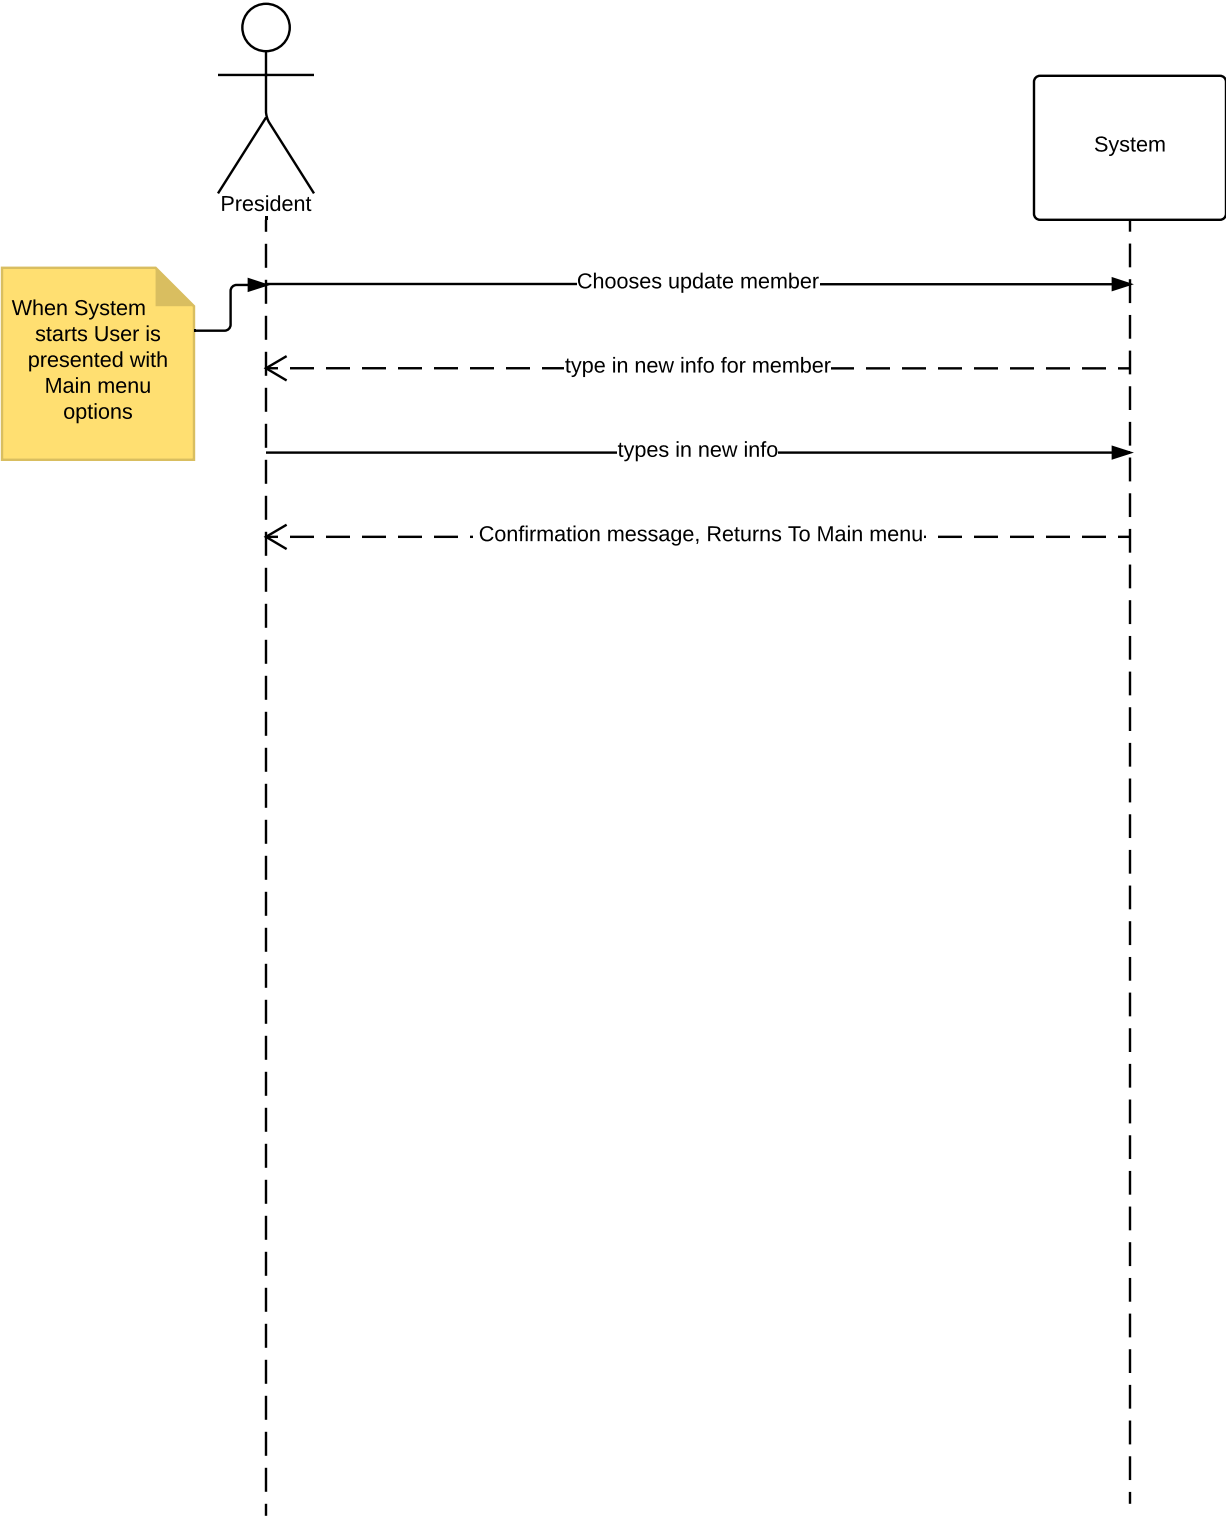 President
System
When System
starts User is
presented with
Main menu
options
Chooses update member
type in new info for member
types in new info
Confirmation message, Returns To Main menu